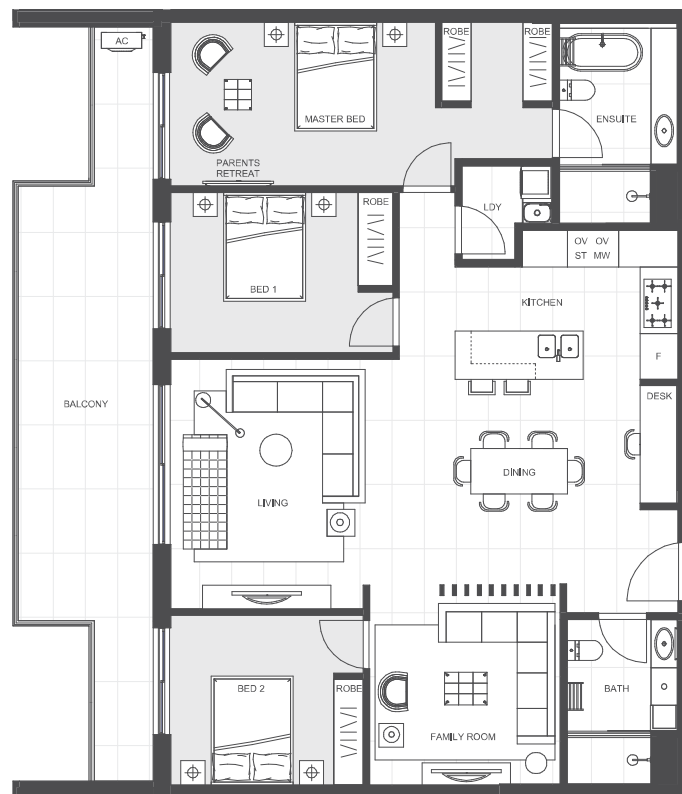 AC
ROBE
ROBE
MASTER BED
ENSUITE
PARENTS
RETREAT
LDY
ROBE
BED 1
OV OV
ST MW
KITCHEN
F
DESK
BALCONY
DINING
LIVING
BED 2
ROBE
BATH
FAMILY ROOM